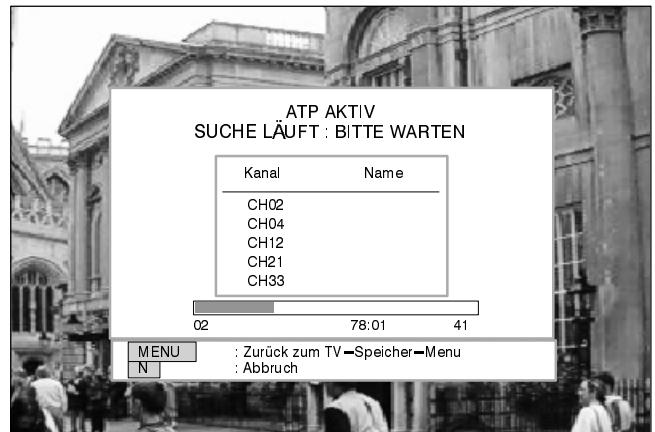 ATP AKTIV
SUCHE LÄUFT : BITTE WARTEN
Kanal Name
CH02
CH04
CH12
CH21
CH33
02 78:01 41
MENU : Zurück zum TV–Speicher–Menu
N : Abbruch